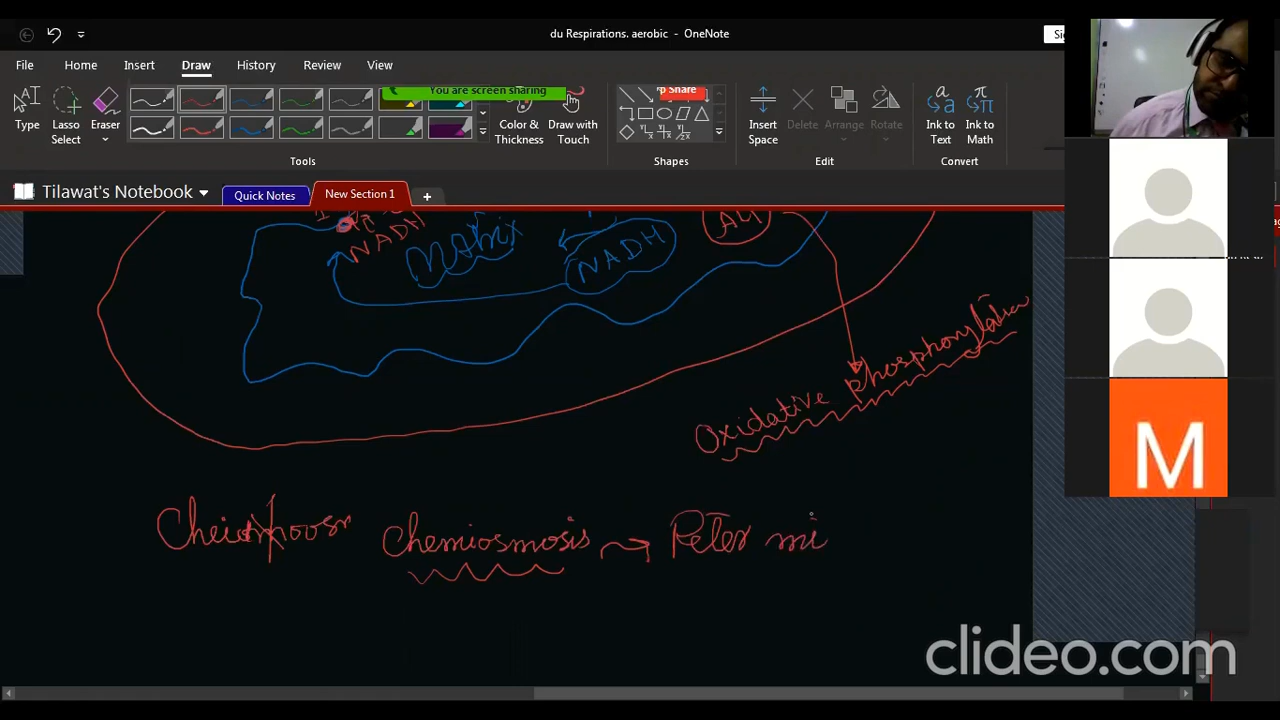 du Respirations. aerobic - OneNote
File Home Insert Draw History Review View
You are screen sharing
p Share
Type
Lasso Select
Eraser
Color & Thickness
Draw with Touch
Insert Space
Delete
Arrange
Rotate
Ink to Text
Ink to Math
Tools
Shapes
Edit
Convert
Tilawat's Notebook
Quick Notes
New Section 1
NADH
Matrix
NADH
Oxidative phosphorylation
Chemiosmosis → Peter mi
M
clideo.com